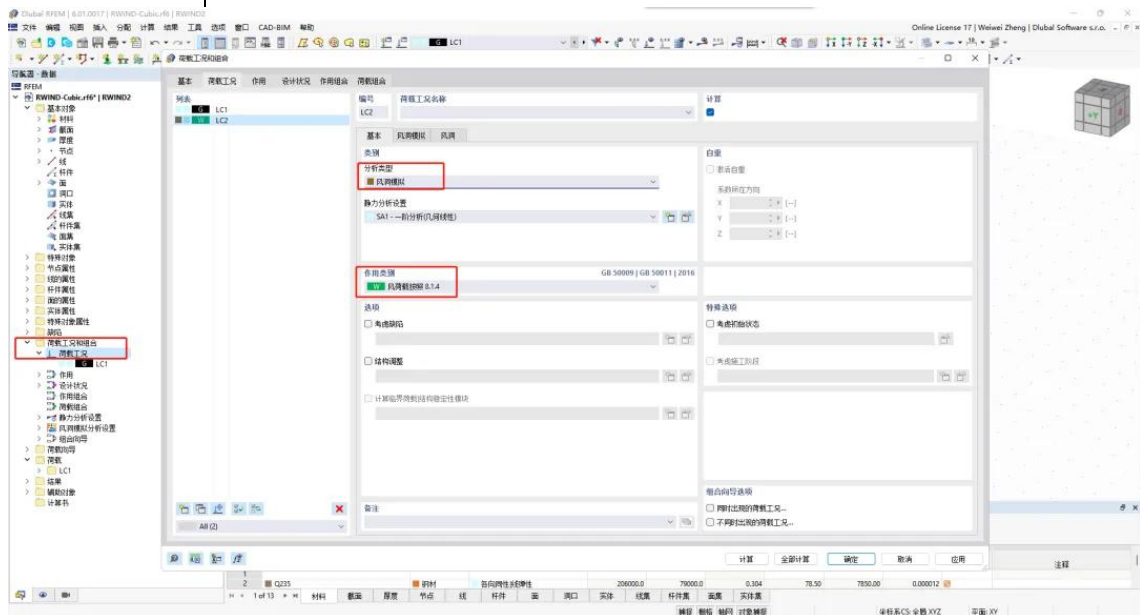 Dlubal RFEM | 6.01.0017 | RWIND-Cubic.rf6 | RWIND2
文件 编辑 视图 插入 分配 计算 结果 工具 选项 窗口 CAD-BIM 帮助
Online License 17 | Weiwei Zheng | Dlubal Software s.r.o.
G LC1
导航器 - 数据
RFEM
RWIND-Cubic.rf6* | RWIND2
基本对象
材料
截面
厚度
节点
线
杆件
面
洞口
实体
线集
杆件集
面集
实体集
特殊对象
节点属性
线的属性
杆件属性
面的属性
实体属性
特殊对象属性
缺陷
荷载工况和组合
荷载工况
G LC1
作用
设计状况
作用组合
荷载组合
静力分析设置
风洞模拟分析设置
组合向导
荷载向导
荷载
LC1
结果
辅助对象
计算书
荷载工况和组合
基本 荷载工况 作用 设计状况 作用组合 荷载组合
列表
G LC1
W LC2
All (2)
编号 荷载工况名称
LC2
计算
基本 风洞模拟 风洞
类别
分析类型
风洞模拟
静力分析设置
SA1 - 一阶分析(几何线性)
自重
激活自重
系数所在方向
X [--]
Y [--]
Z [--]
作用类别 GB 50009 | GB 50011 | 2016
W 风荷载按照 8.1.4
选项
考虑缺陷
结构调整
计算临界荷载|结构稳定性模块
特殊选项
考虑初始状态
考虑施工阶段
组合向导选项
同时出现的荷载工况...
不同时出现的荷载工况...
备注
计算 全部计算 确定 取消 应用
注释
1
2 Q235 钢材 各向同性|线弹性 206000.0 79000.0 0.304 78.50 7850.00 0.000012
1 of 13 材料 截面 厚度 节点 线 杆件 面 洞口 实体 线集 杆件集 面集 实体集
捕捉 栅格 轴网 对象捕捉 坐标系CS: 全局 XYZ 平面: XY
+Y